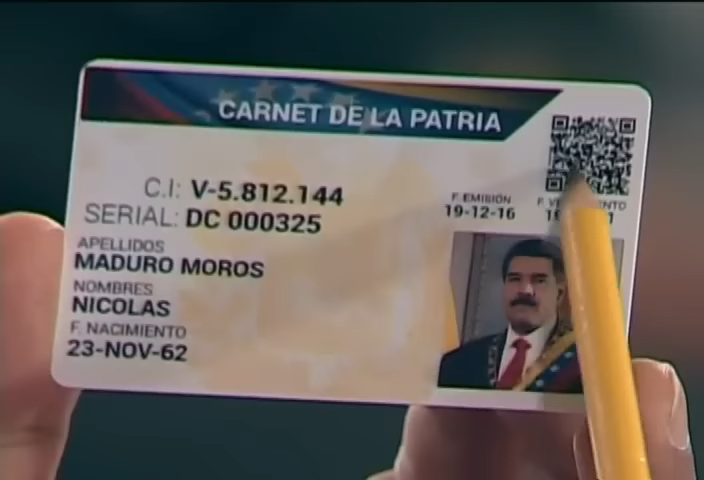 CARNET DE LA PATRIA
C.I: V-5.812.144
SERIAL: DC 000325
F. EMISIÓN
19-12-16
APELLIDOS
MADURO MOROS
NOMBRES
NICOLAS
F. NACIMIENTO
23-NOV-62